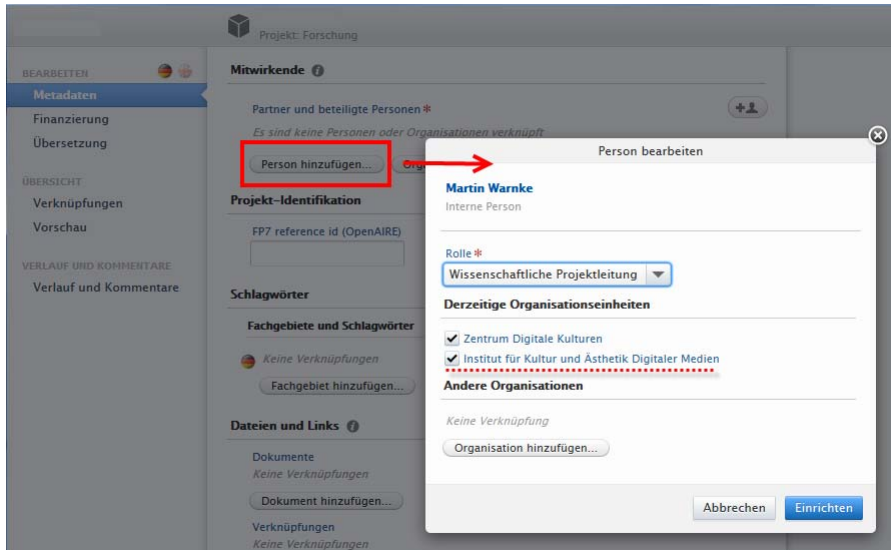 Projekt: Forschung
BEARBEITEN
Metadaten
Finanzierung
Übersetzung
ÜBERSICHT
Verknüpfungen
Vorschau
VERLAUF UND KOMMENTARE
Verlauf und Kommentare
Mitwirkende
Partner und beteiligte Personen *
Es sind keine Personen oder Organisationen verknüpft
Person hinzufügen...
Projekt-Identifikation
FP7 reference id (OpenAIRE)
Schlagwörter
Fachgebiete und Schlagwörter
Keine Verknüpfungen
Fachgebiet hinzufügen...
Dateien und Links
Dokumente
Keine Verknüpfungen
Dokument hinzufügen...
Verknüpfungen
Keine Verknüpfungen
Person bearbeiten
Martin Warnke
Interne Person
Rolle *
Wissenschaftliche Projektleitung
Derzeitige Organisationseinheiten
Zentrum Digitale Kulturen
Institut für Kultur und Ästhetik Digitaler Medien
Andere Organisationen
Keine Verknüpfung
Organisation hinzufügen...
Abbrechen
Einrichten